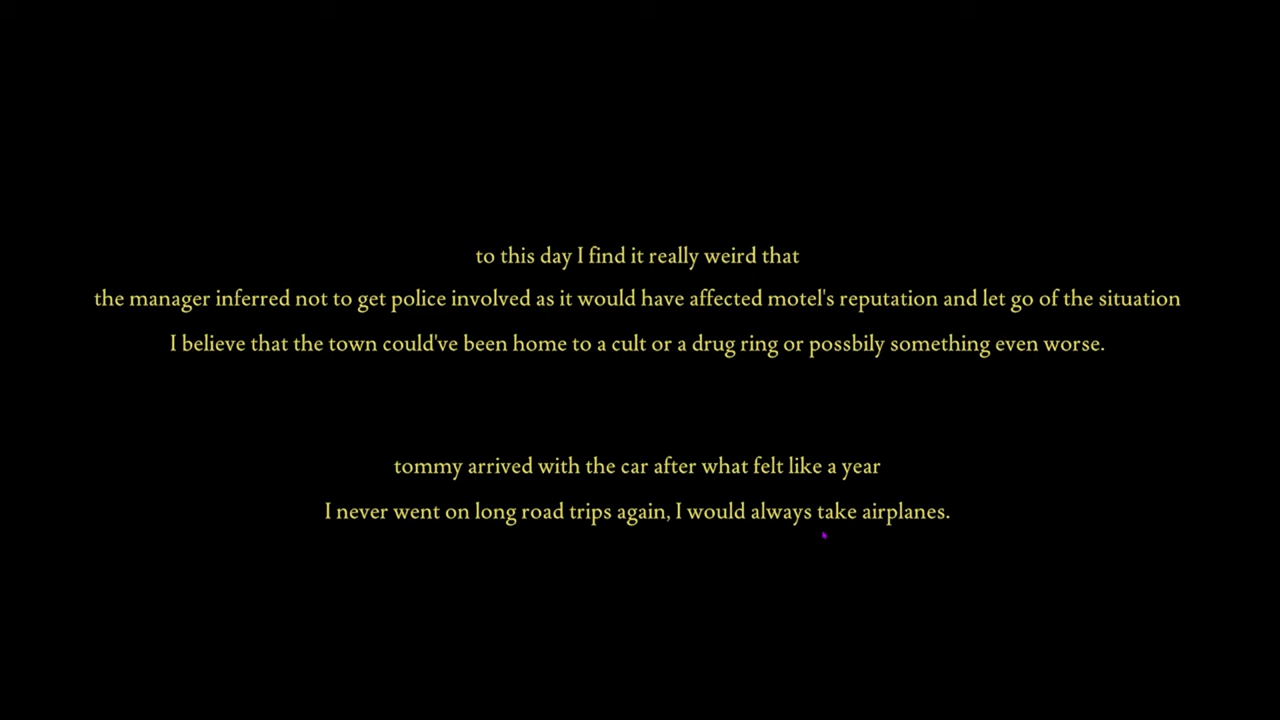 to this day I find it really weird that
the manager inferred not to get police involved as it would have affected motel's reputation and let go of the situation
I believe that the town could've been home to a cult or a drug ring or possbily something even worse.
tommy arrived with the car after what felt like a year
I never went on long road trips again, I would always take airplanes.